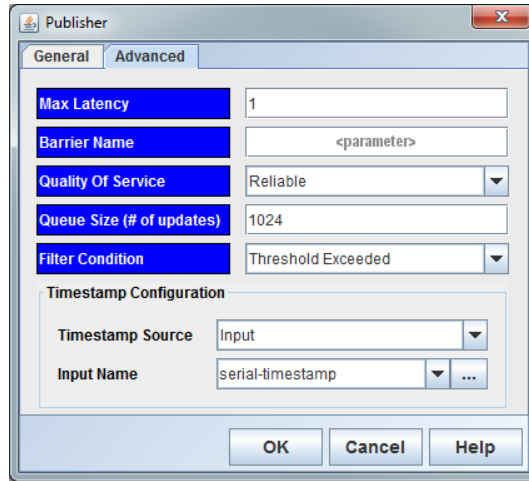 Publisher
General Advanced
Max Latency 1
Barrier Name <parameter>
Quality Of Service Reliable
Queue Size (# of updates) 1024
Filter Condition Threshold Exceeded
Timestamp Configuration
Timestamp Source Input
Input Name serial-timestamp ...
OK Cancel Help